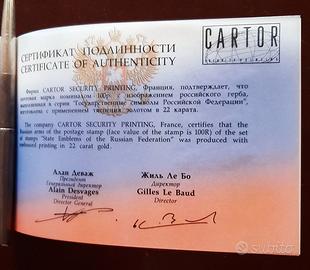 СЕРТИФИКАТ ПОДЛИННОСТИ
CERTIFICATE OF AUTHENTICITY
CARTOR
SECURITY PRINTING
Фирма CARTOR SECURITY PRINTING, Франция, подтверждает, что
почтовая марка номиналом 100р. с изображением российского герба,
выпущенная в серии "Государственные символы Российской Федерации",
изготовлена с применением тиснения золотом в 22 карата.
The company CARTOR SECURITY PRINTING, France, certifies that the
Russian arms of the postage stamp (face value of the stamp is 100R) of the set
of stamps "State Emblems of the Russian Federation" was produced with
embossed printing in 22 carat gold.
Алан Деваж
Президент
Генеральный директор
Alain Desvages
President
Director General
Жиль Ле Бо
Директор
Gilles Le Baud
Director
subito